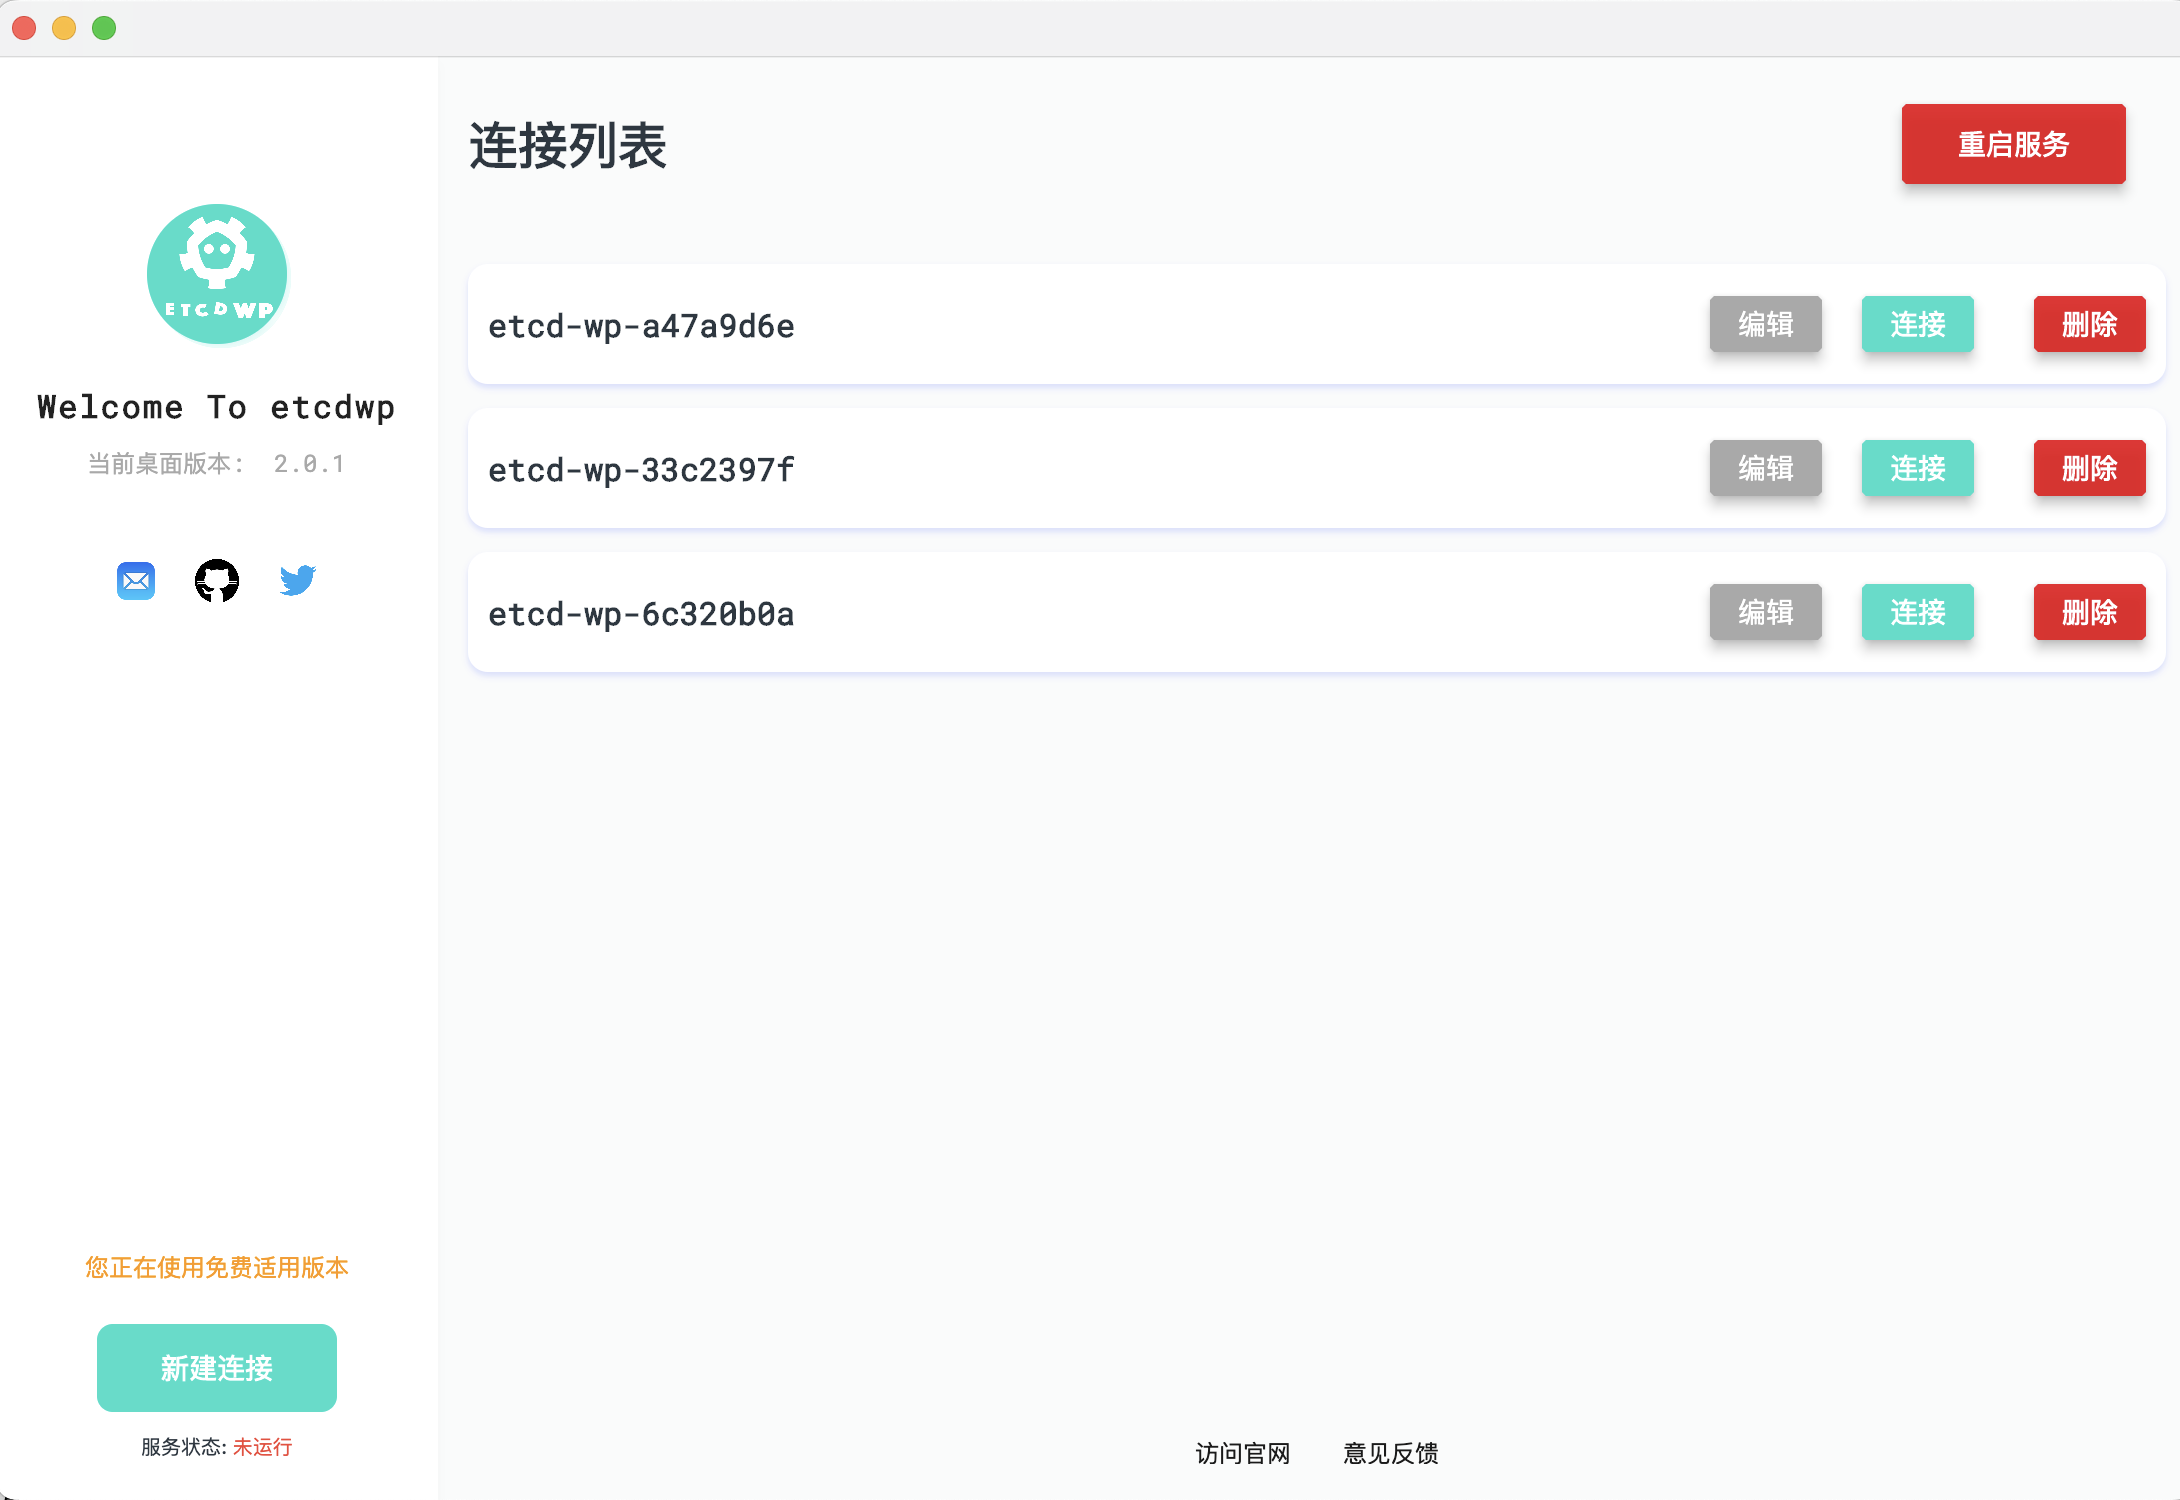 ETCDWP
Welcome To etcdwp
当前桌面版本： 2.0.1
您正在使用免费适用版本
新建连接
服务状态: 未运行
连接列表
重启服务
etcd-wp-a47a9d6e 编辑 连接 删除
etcd-wp-33c2397f 编辑 连接 删除
etcd-wp-6c320b0a 编辑 连接 删除
访问官网 意见反馈